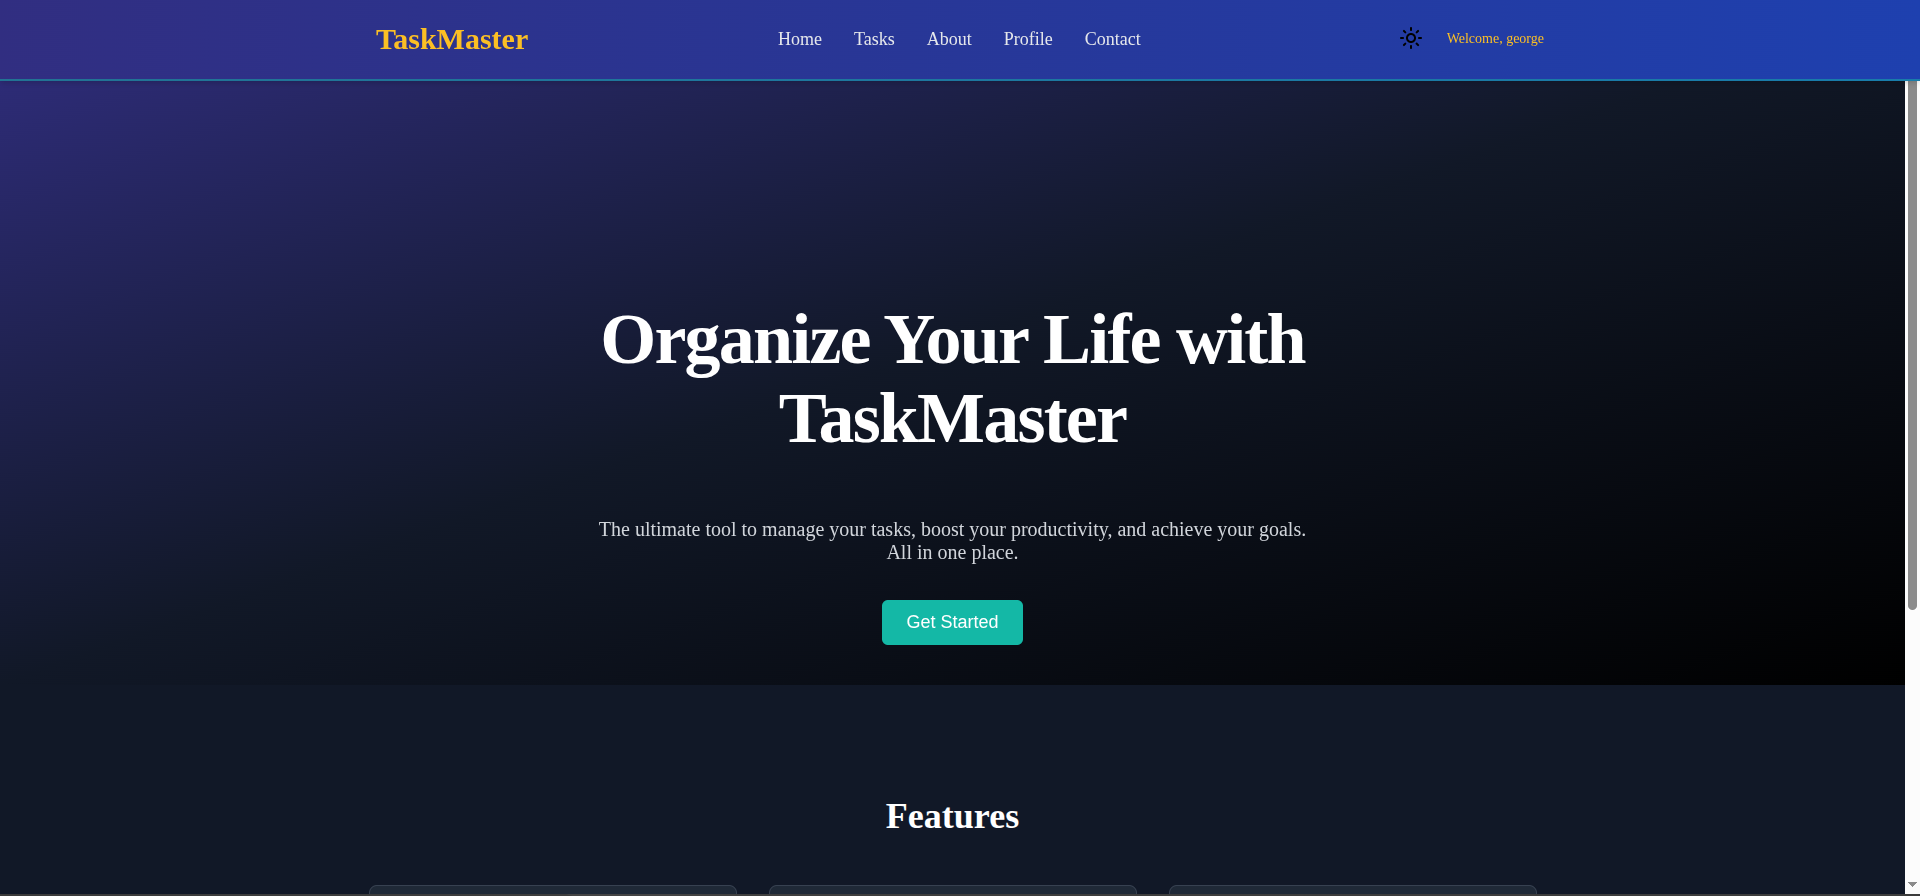 TaskMaster
Home Tasks About Profile Contact
Welcome, george
Organize Your Life with
TaskMaster
The ultimate tool to manage your tasks, boost your productivity, and achieve your goals.
All in one place.
Get Started
Features